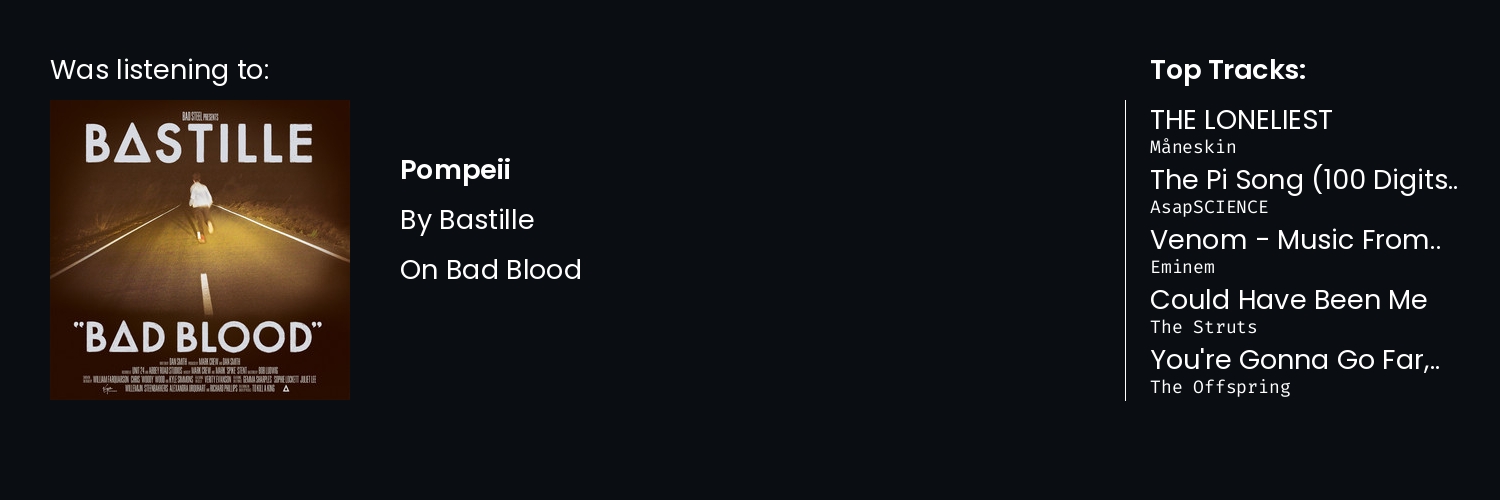 Was listening to:
BAD STEEL PRESENTS
BASTILLE
"BAD BLOOD"
Pompeii
By Bastille
On Bad Blood
Top Tracks:
THE LONELIEST
Måneskin
The Pi Song (100 Digits..
AsapSCIENCE
Venom - Music From..
Eminem
Could Have Been Me
The Struts
You're Gonna Go Far,..
The Offspring